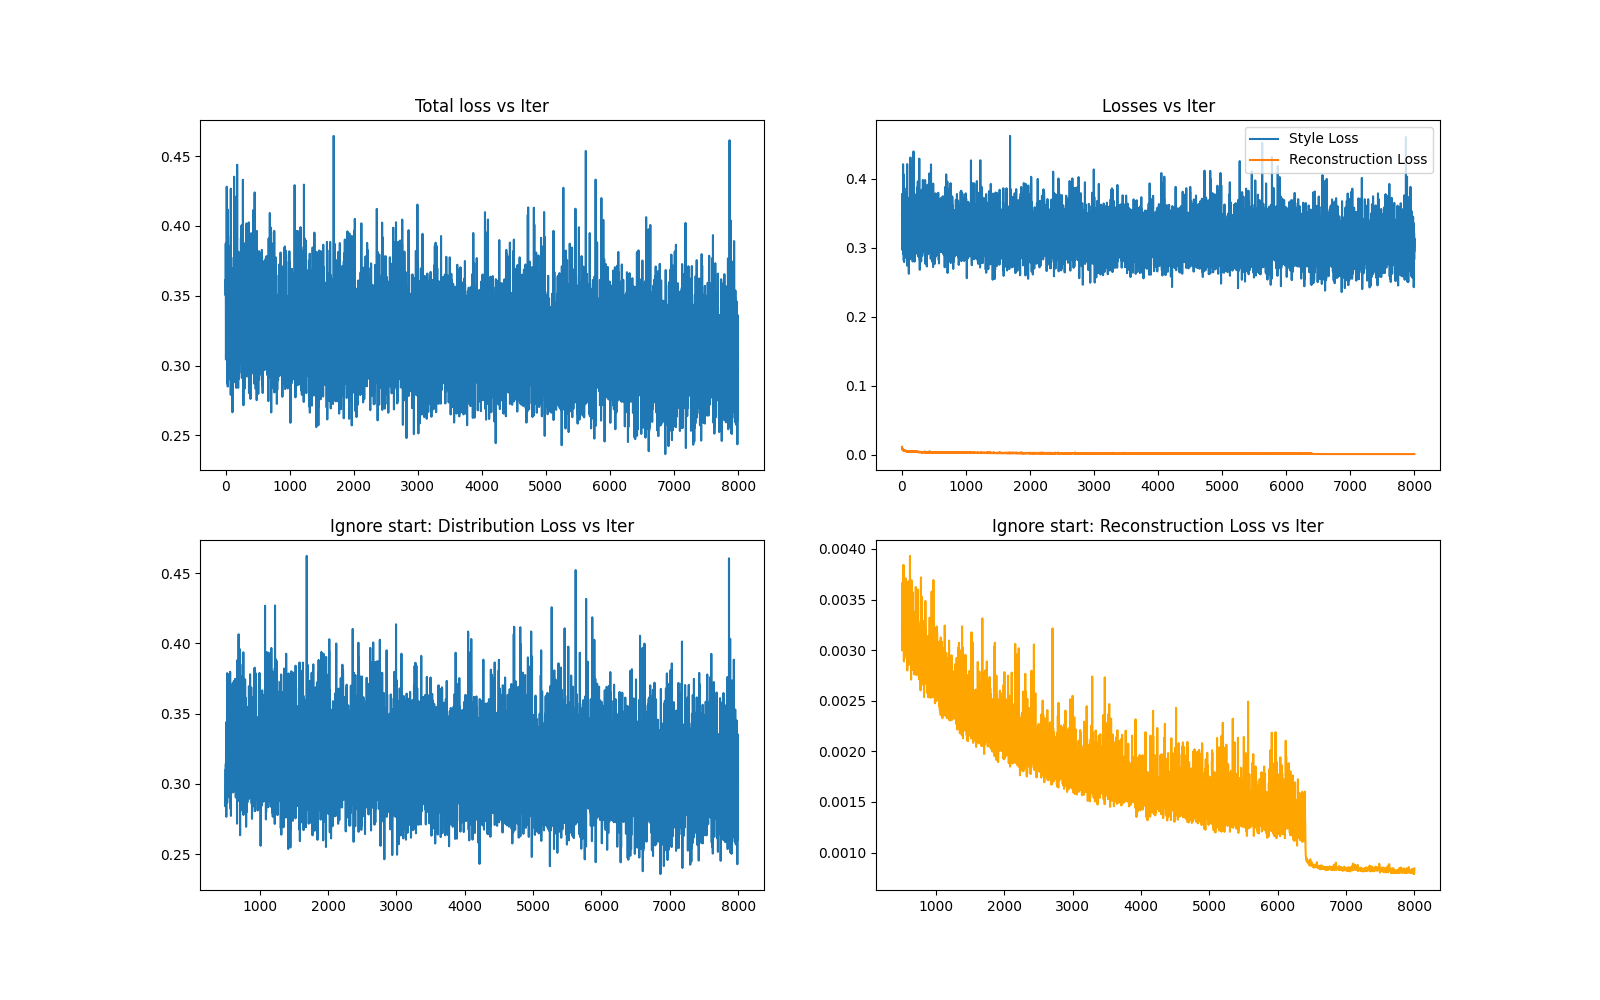 Total loss vs Iter
0.45
0.40
0.35
0.30
0.25
0 1000 2000 3000 4000 5000 6000 7000 8000
Losses vs Iter
Style Loss
Reconstruction Loss
0.4
0.3
0.2
0.1
0.0
0 1000 2000 3000 4000 5000 6000 7000 8000
Ignore start: Distribution Loss vs Iter
0.45
0.40
0.35
0.30
0.25
1000 2000 3000 4000 5000 6000 7000 8000
Ignore start: Reconstruction Loss vs Iter
0.0040
0.0035
0.0030
0.0025
0.0020
0.0015
0.0010
1000 2000 3000 4000 5000 6000 7000 8000